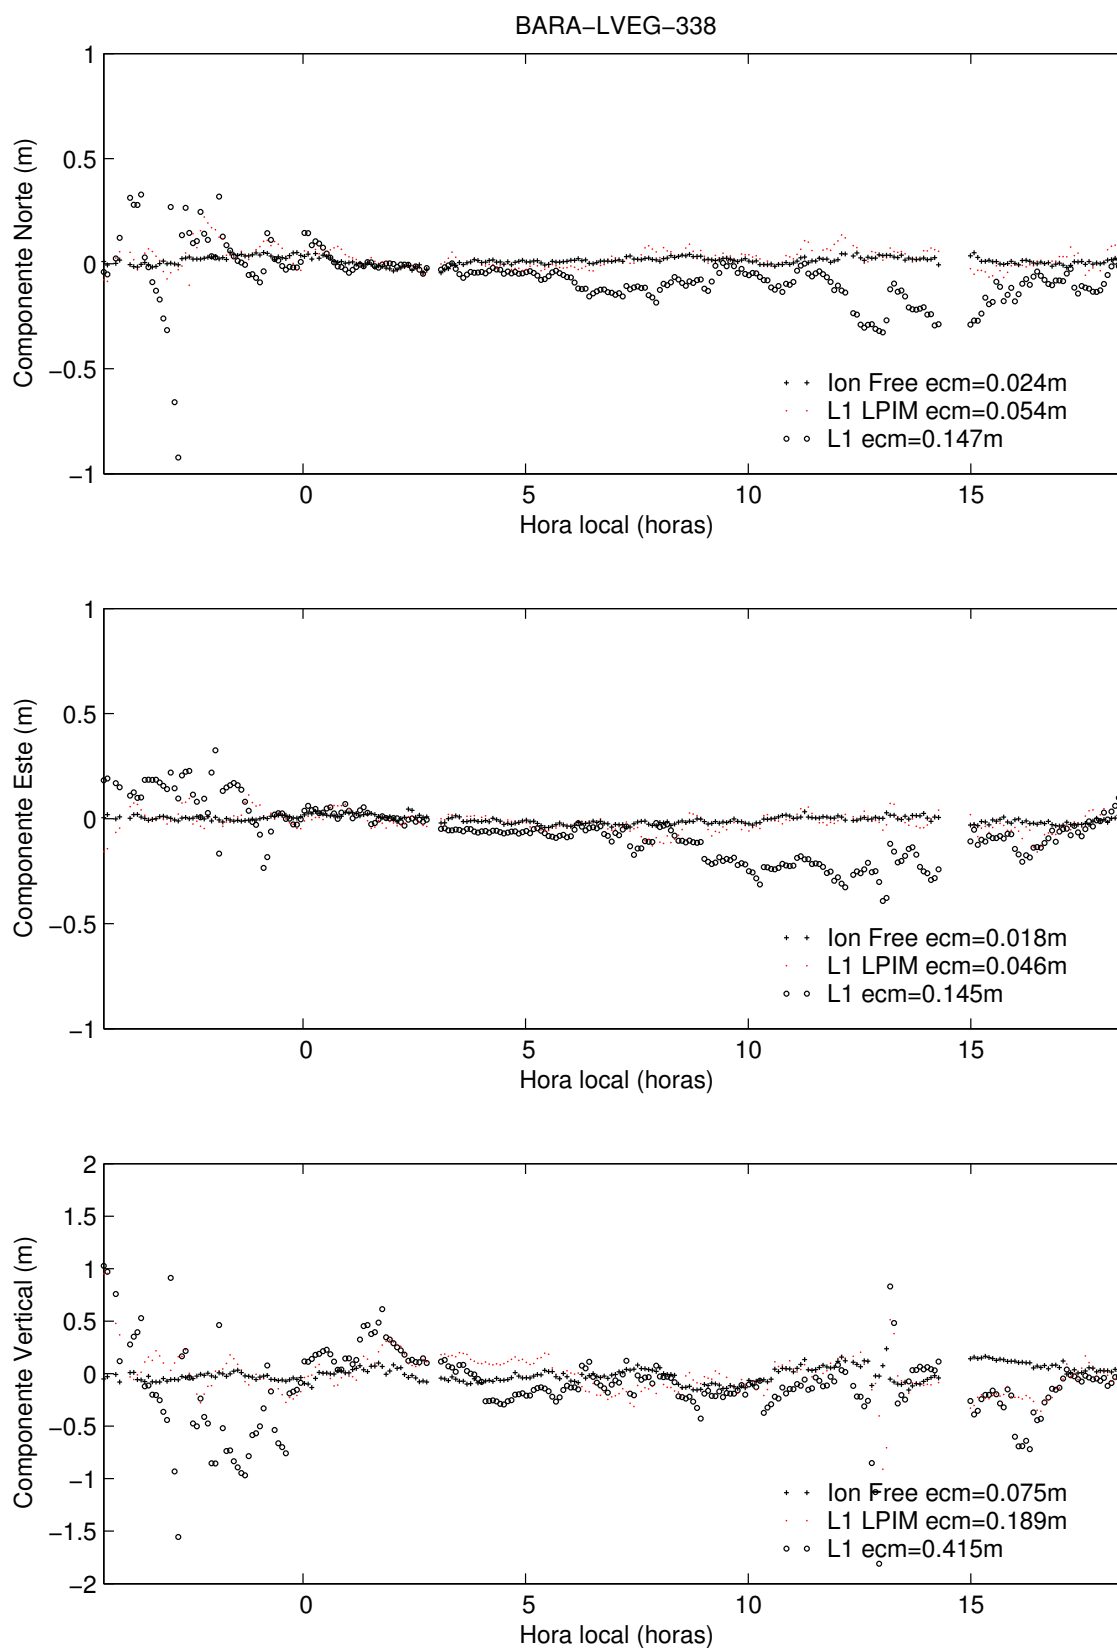 BARA−LVEG−338
1
0.5
0
−0.5
−1
Componente Norte (m)
Ion Free ecm=0.024m
L1 LPIM ecm=0.054m
L1 ecm=0.147m
0 5 10 15
Hora local (horas)
1
0.5
0
−0.5
−1
Componente Este (m)
Ion Free ecm=0.018m
L1 LPIM ecm=0.046m
L1 ecm=0.145m
0 5 10 15
Hora local (horas)
2
1.5
1
0.5
0
−0.5
−1
−1.5
−2
Componente Vertical (m)
Ion Free ecm=0.075m
L1 LPIM ecm=0.189m
L1 ecm=0.415m
0 5 10 15
Hora local (horas)